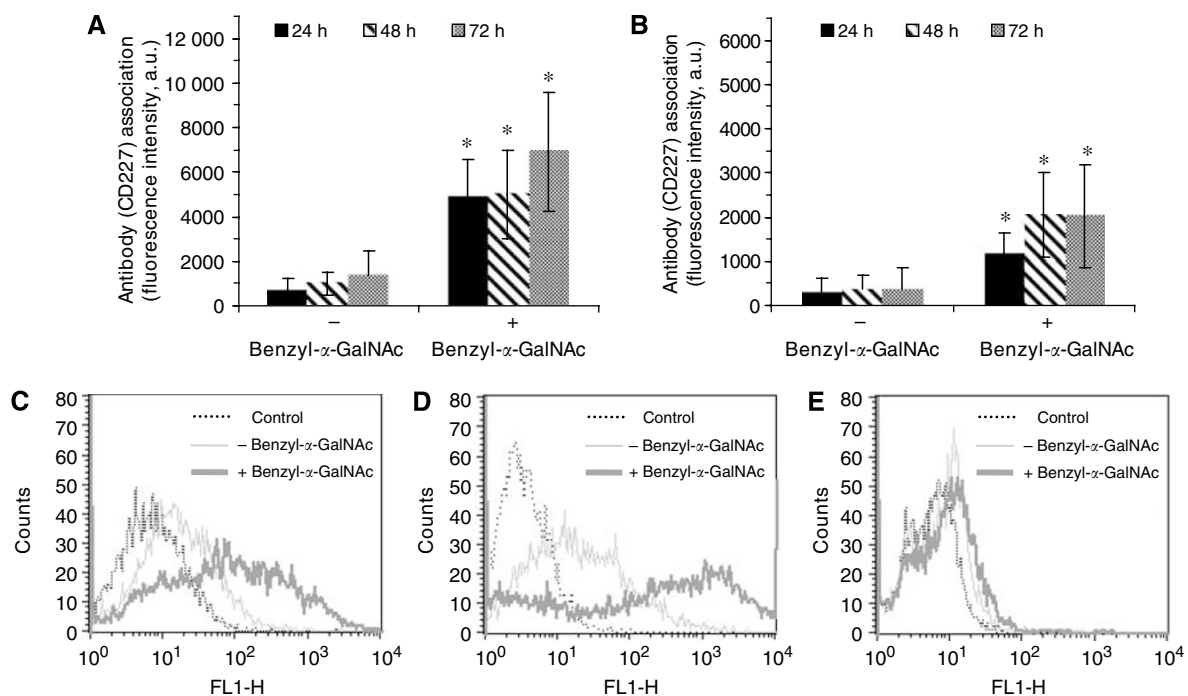 A
24 h 48 h 72 h
Antibody (CD227) association
(fluorescence intensity, a.u.)
12 000
10 000
8000
6000
4000
2000
0
* * *
– +
Benzyl-α-GalNAc Benzyl-α-GalNAc
B
24 h 48 h 72 h
Antibody (CD227) association
(fluorescence intensity, a.u.)
6000
5000
4000
3000
2000
1000
0
* * *
– +
Benzyl-α-GalNAc Benzyl-α-GalNAc
C
Control
– Benzyl-α-GalNAc
+ Benzyl-α-GalNAc
Counts
80
70
60
50
40
30
20
10
0
10⁰ 10¹ 10² 10³ 10⁴
FL1-H
D
Control
– Benzyl-α-GalNAc
+ Benzyl-α-GalNAc
Counts
80
70
60
50
40
30
20
10
0
10⁰ 10¹ 10² 10³ 10⁴
FL1-H
E
Control
– Benzyl-α-GalNAc
+ Benzyl-α-GalNAc
Counts
80
70
60
50
40
30
20
10
0
10⁰ 10¹ 10² 10³ 10⁴
FL1-H